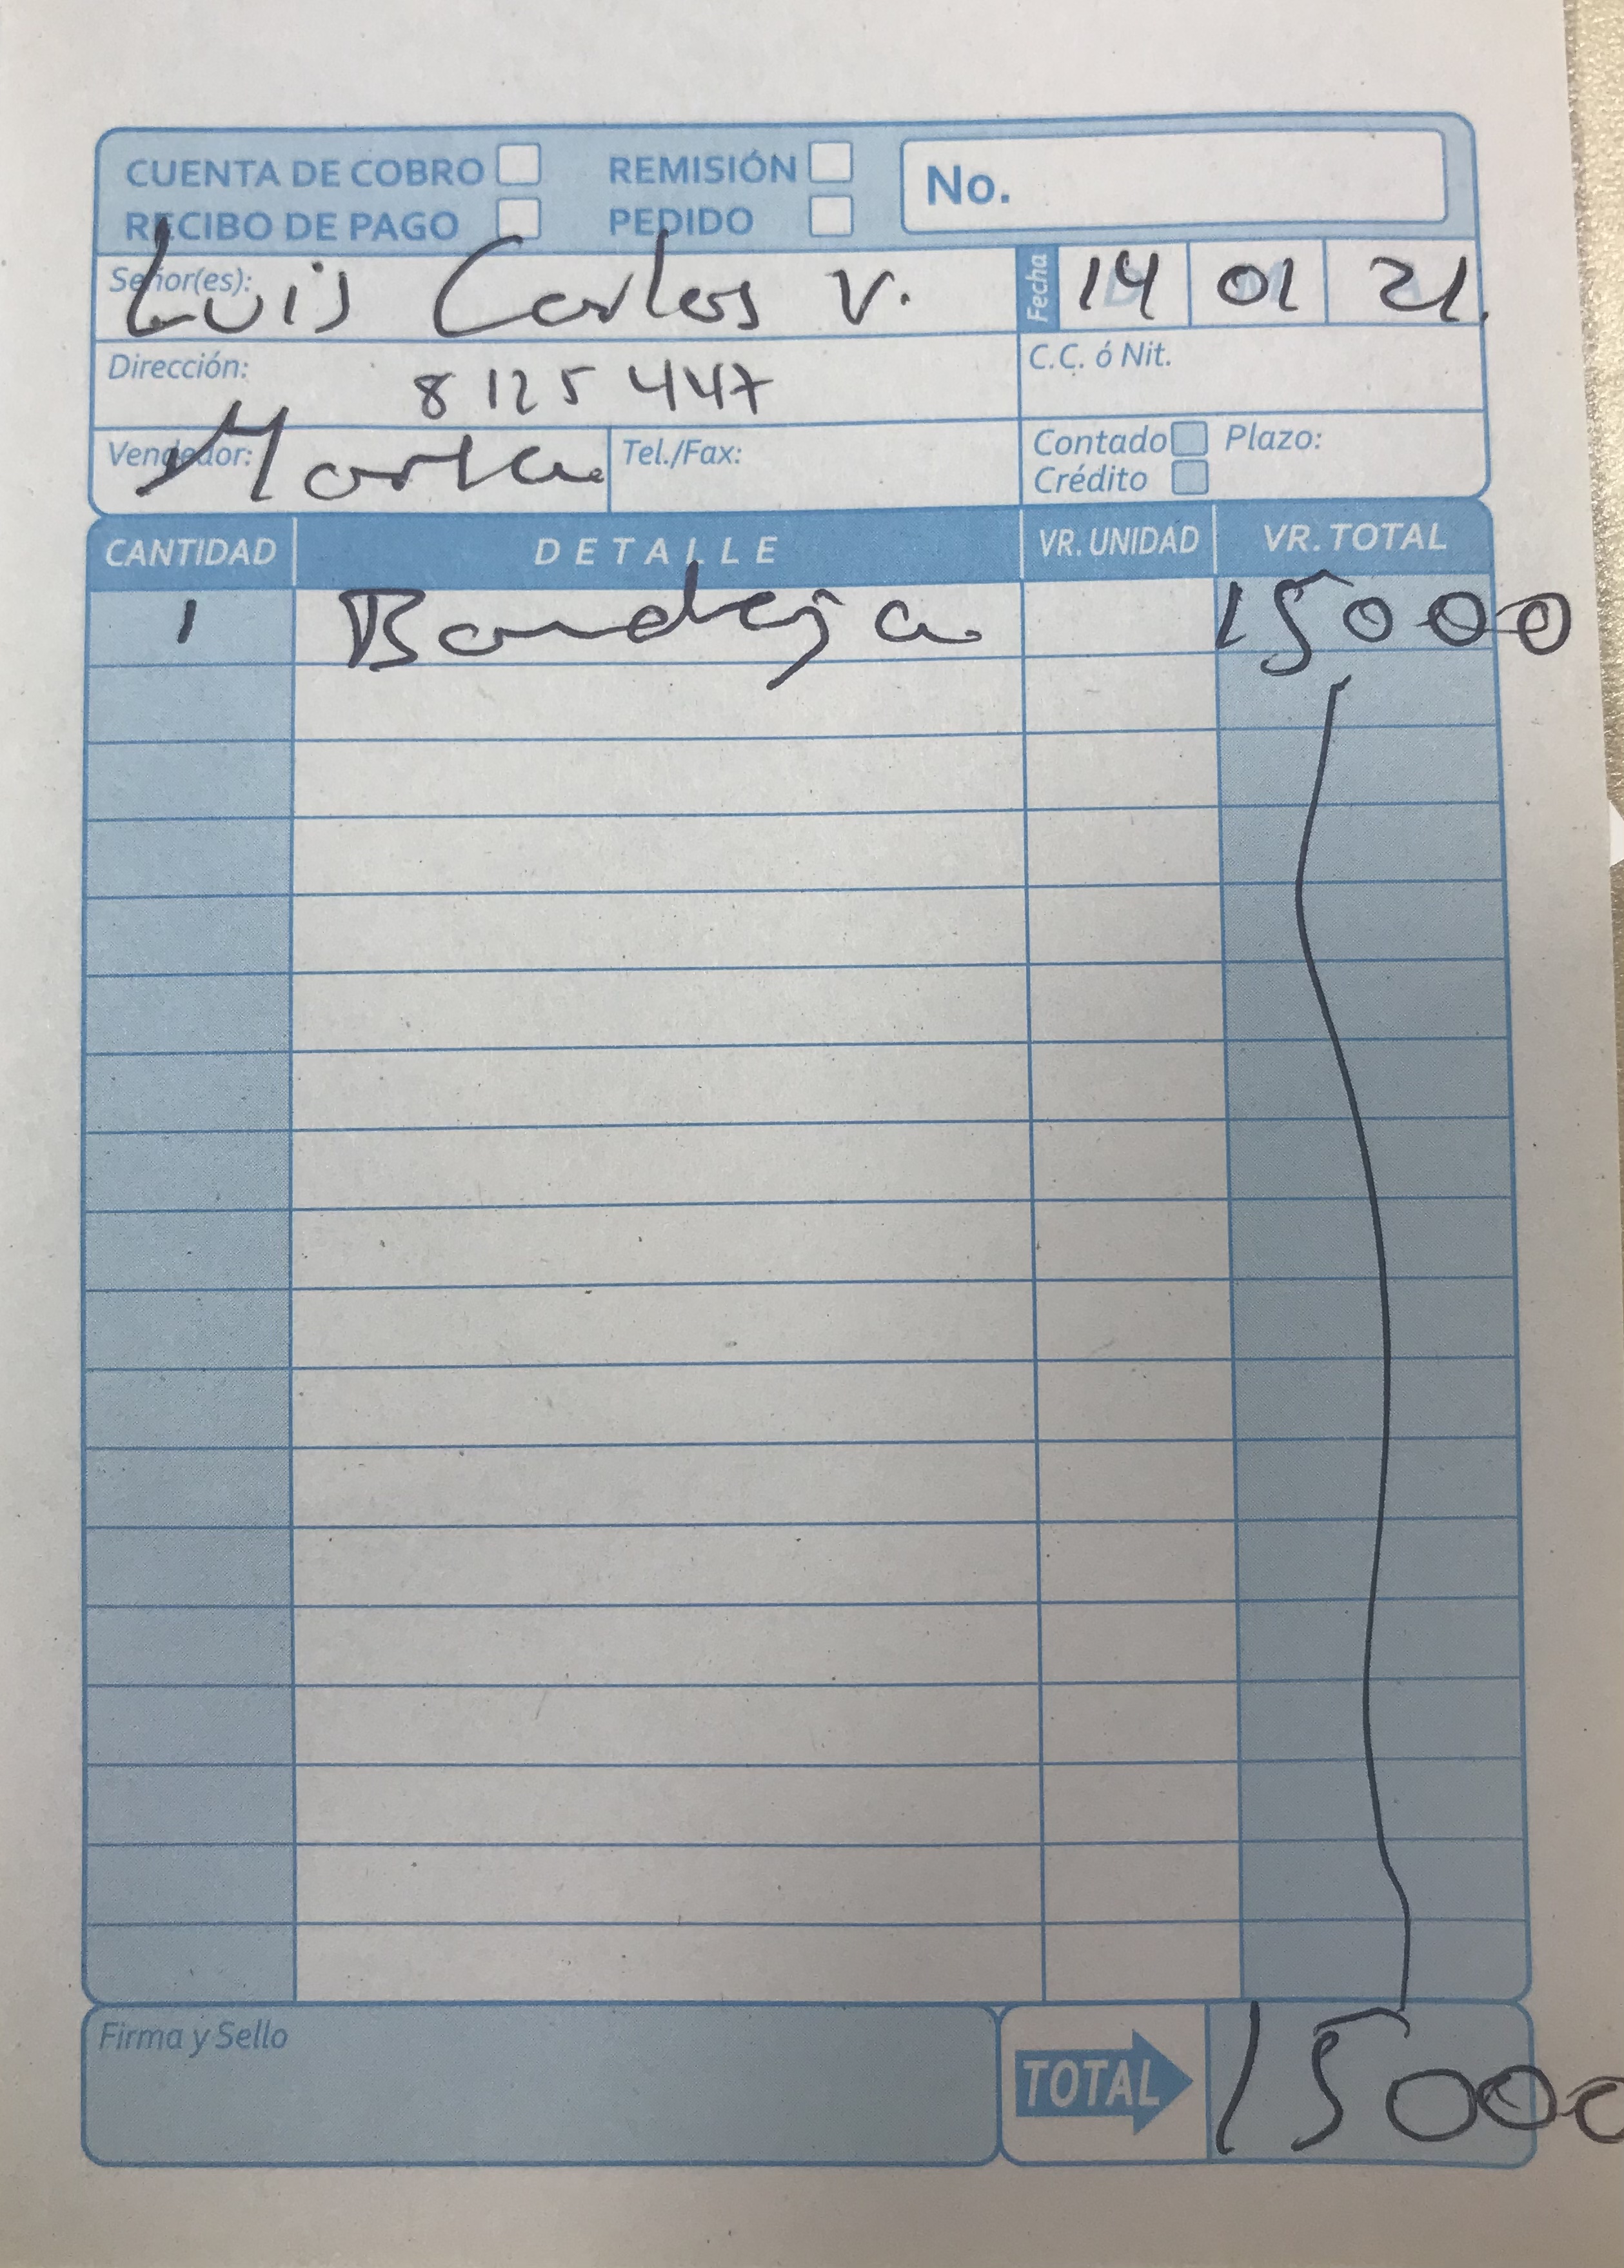 CUENTA DE COBRO REMISIÓN No.
RECIBO DE PAGO PEDIDO
Señor(es): Luis Carlos V. Fecha 14 01 21.
Dirección: 8125447 C.C. ó Nit.
Vendedor: Marta Tel./Fax: Contado Plazo:
Crédito
CANTIDAD DETALLE VR. UNIDAD VR. TOTAL
1 Bandeja 15000
Firma y Sello TOTAL 15000